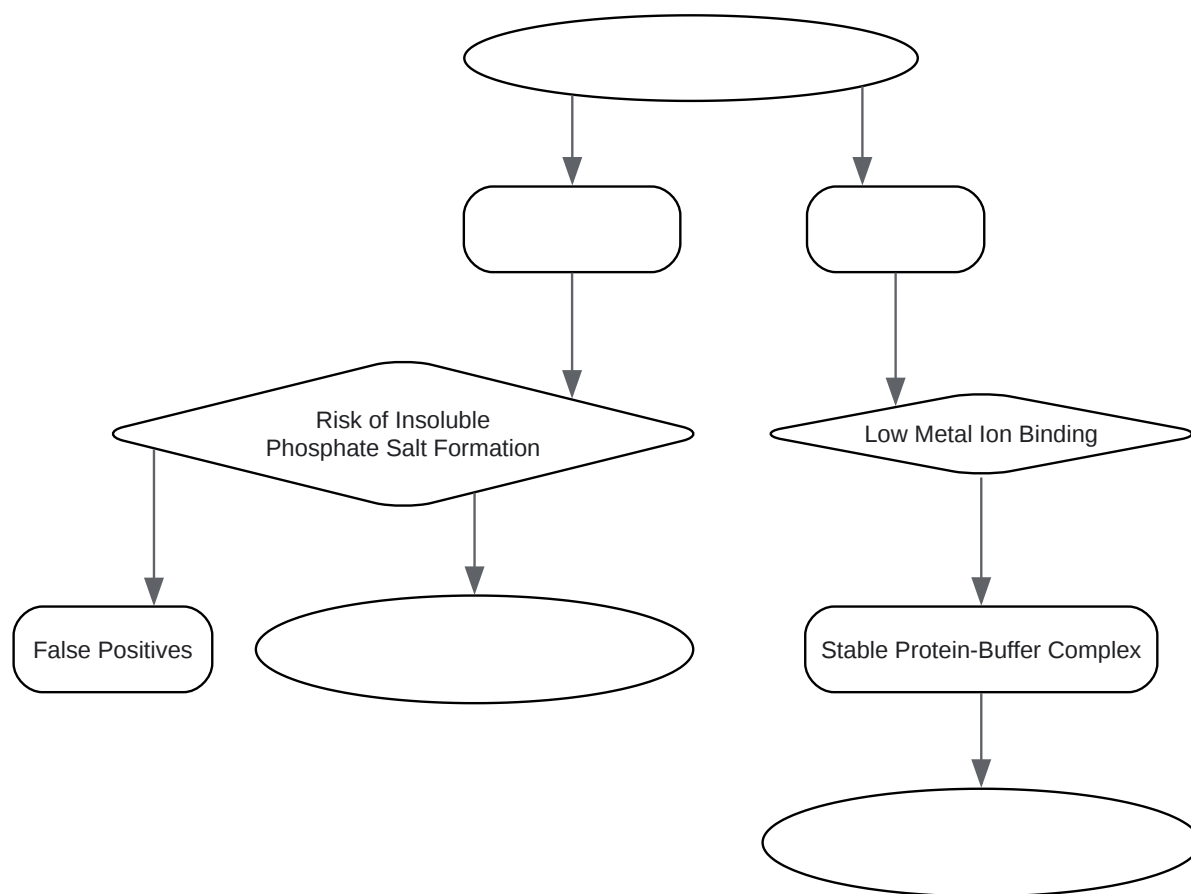 Risk of Insoluble
Phosphate Salt Formation
Low Metal Ion Binding
False Positives
Stable Protein-Buffer Complex